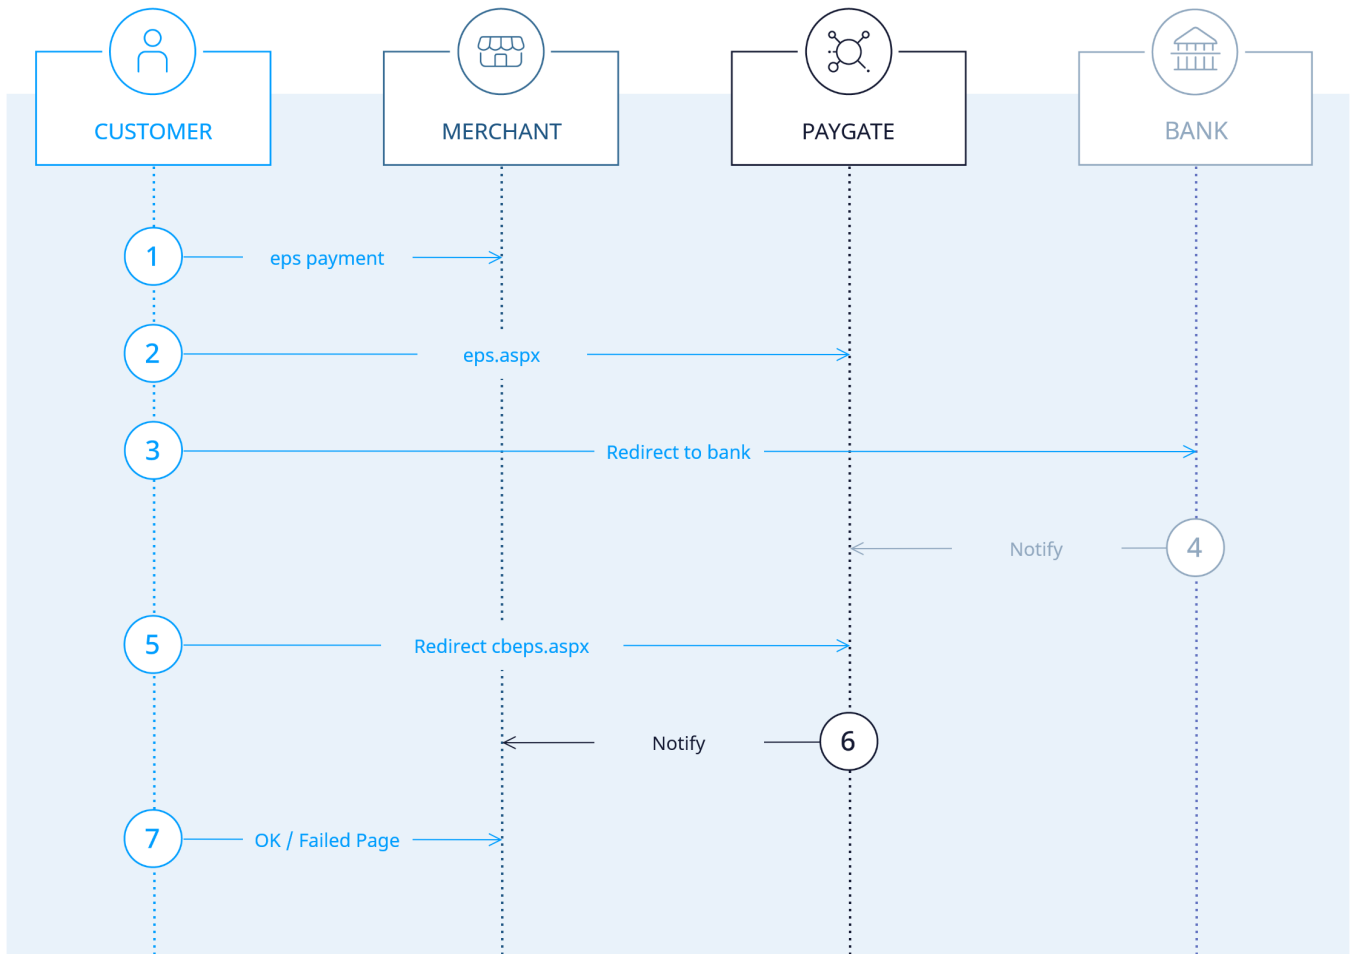 CUSTOMER
MERCHANT
PAYGATE
BANK
1
eps payment
2
eps.aspx
3
Redirect to bank
Notify
4
5
Redirect cbeps.aspx
Notify
6
7
OK / Failed Page